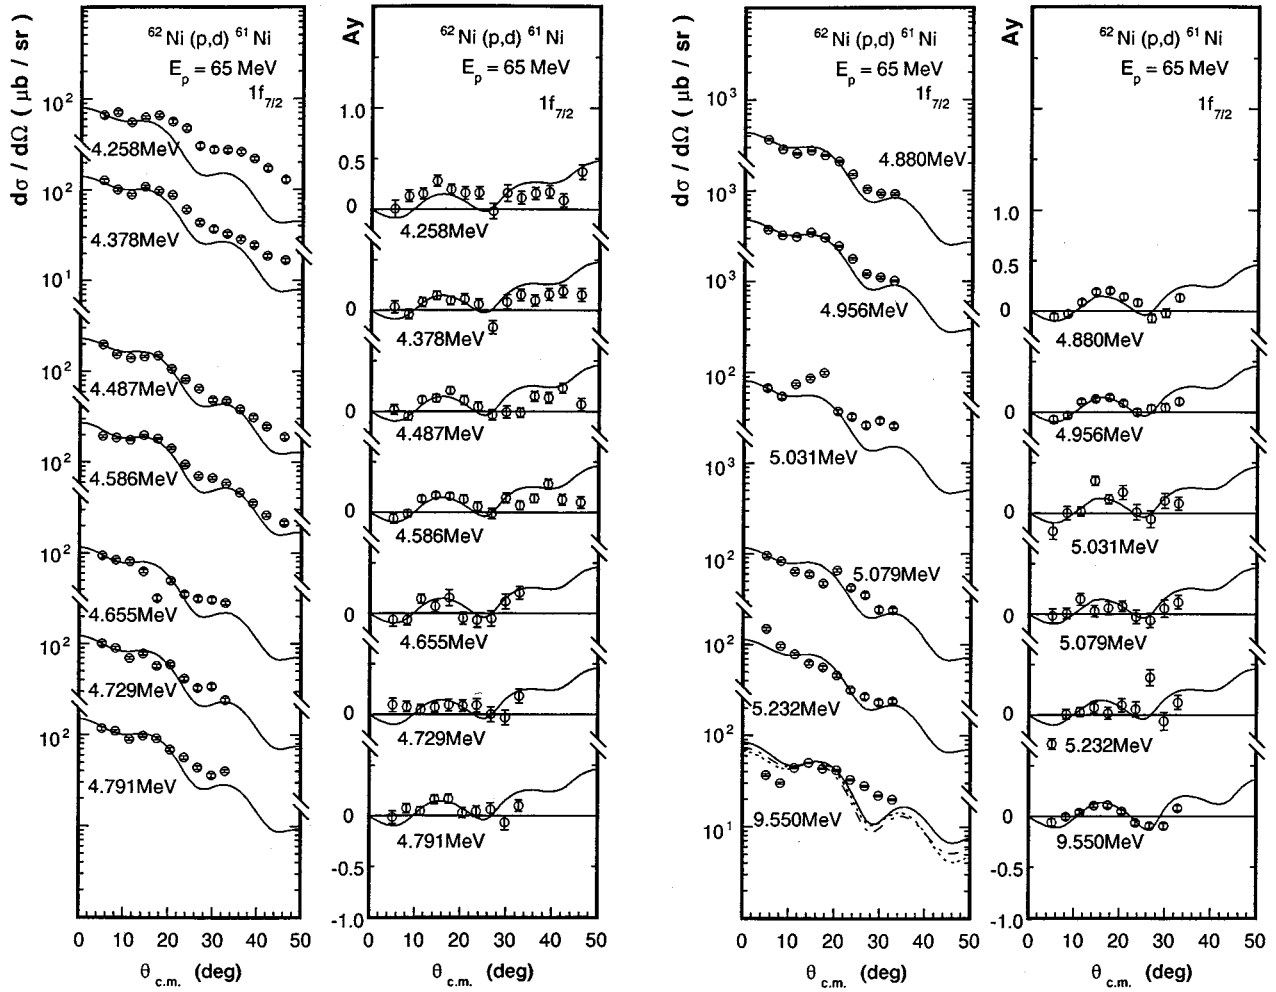 dσ / dΩ ( μb / sr )
⁶²Ni (p,d) ⁶¹Ni
E_p = 65 MeV
1f_7/2
10²
4.258MeV
4.378MeV
10¹
10²
4.487MeV
10²
4.586MeV
10²
4.655MeV
10²
4.729MeV
10²
4.791MeV
0 10 20 30 40 50
θ_c.m. (deg)
Ay
⁶²Ni (p,d) ⁶¹Ni
E_p = 65 MeV
1f_7/2
1.0
0.5
0
4.258MeV
0
4.378MeV
0
4.487MeV
0
4.586MeV
0
4.655MeV
0
4.729MeV
0
4.791MeV
-0.5
-1.0
0 10 20 30 40 50
θ_c.m. (deg)
dσ / dΩ ( μb / sr )
⁶²Ni (p,d) ⁶¹Ni
E_p = 65 MeV
1f_7/2
10³
4.880MeV
10³
10³
4.956MeV
10²
5.031MeV
10³
10²
5.079MeV
10²
5.232MeV
10²
9.550MeV
10¹
0 10 20 30 40 50
θ_c.m. (deg)
Ay
⁶²Ni (p,d) ⁶¹Ni
E_p = 65 MeV
1f_7/2
1.0
0.5
0
4.880MeV
0
4.956MeV
0
5.031MeV
0
5.079MeV
0
5.232MeV
0
9.550MeV
-0.5
-1.0
0 10 20 30 40 50
θ_c.m. (deg)